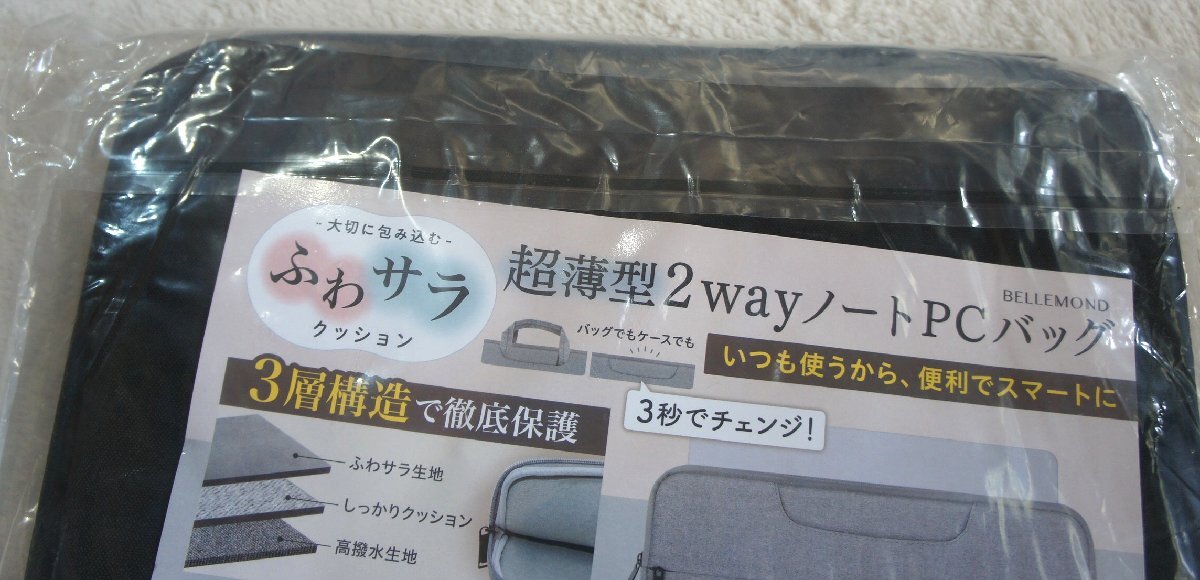 - 大切に包み込む -
ふわサラ
クッション
BELLEMOND
超薄型2wayノートPCバッグ
バッグでもケースでも
いつも使うから、便利でスマートに
3秒でチェンジ!
3層構造で徹底保護
ふわサラ生地
しっかりクッション
高撥水生地